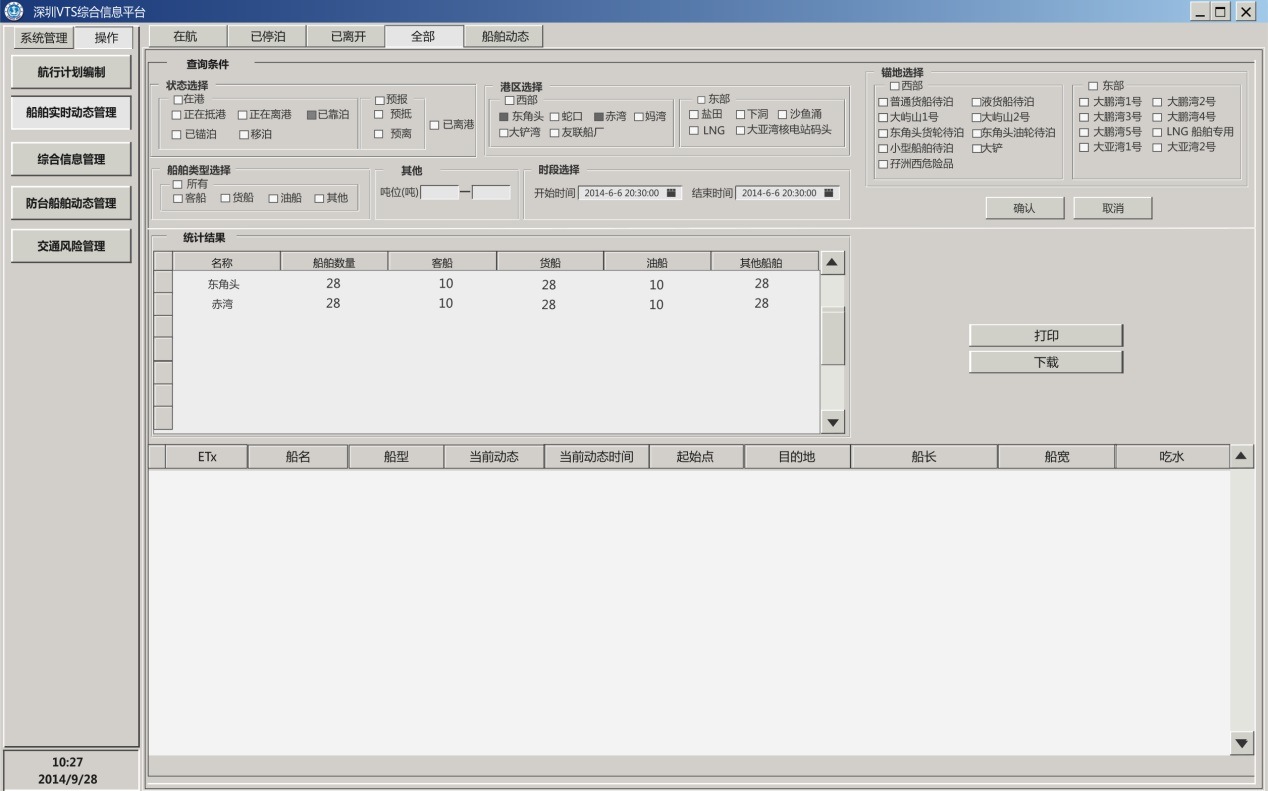 深圳VTS综合信息平台
系统管理 操作
航行计划编制
船舶实时动态管理
综合信息管理
防台船舶动态管理
交通风险管理
10:27
2014/9/28
在航 已停泊 已离开 全部 船舶动态
查询条件
状态选择
在港
正在抵港 正在离港 已靠泊
已锚泊 移泊
预报
预抵
预离
已离港
港区选择
西部
东角头 蛇口 赤湾 妈湾
大铲湾 友联船厂
东部
盐田 下洞 沙鱼涌
LNG 大亚湾核电站码头
锚地选择
西部
普通货船待泊 液货船待泊
大屿山1号 大屿山2号
东角头货轮待泊 东角头油轮待泊
小型船舶待泊 大铲
孖洲西危险品
东部
大鹏湾1号 大鹏湾2号
大鹏湾3号 大鹏湾4号
大鹏湾5号 LNG 船舶专用
大亚湾1号 大亚湾2号
船舶类型选择
所有
客船 货船 油船 其他
其他
吨位(吨) —
时段选择
开始时间 2014-6-6 20:30:00 结束时间 2014-6-6 20:30:00
确认 取消
统计结果
名称 船舶数量 客船 货船 油船 其他船舶
东角头 28 10 28 10 28
赤湾 28 10 28 10 28
打印
下载
ETx 船名 船型 当前动态 当前动态时间 起始点 目的地 船长 船宽 吃水